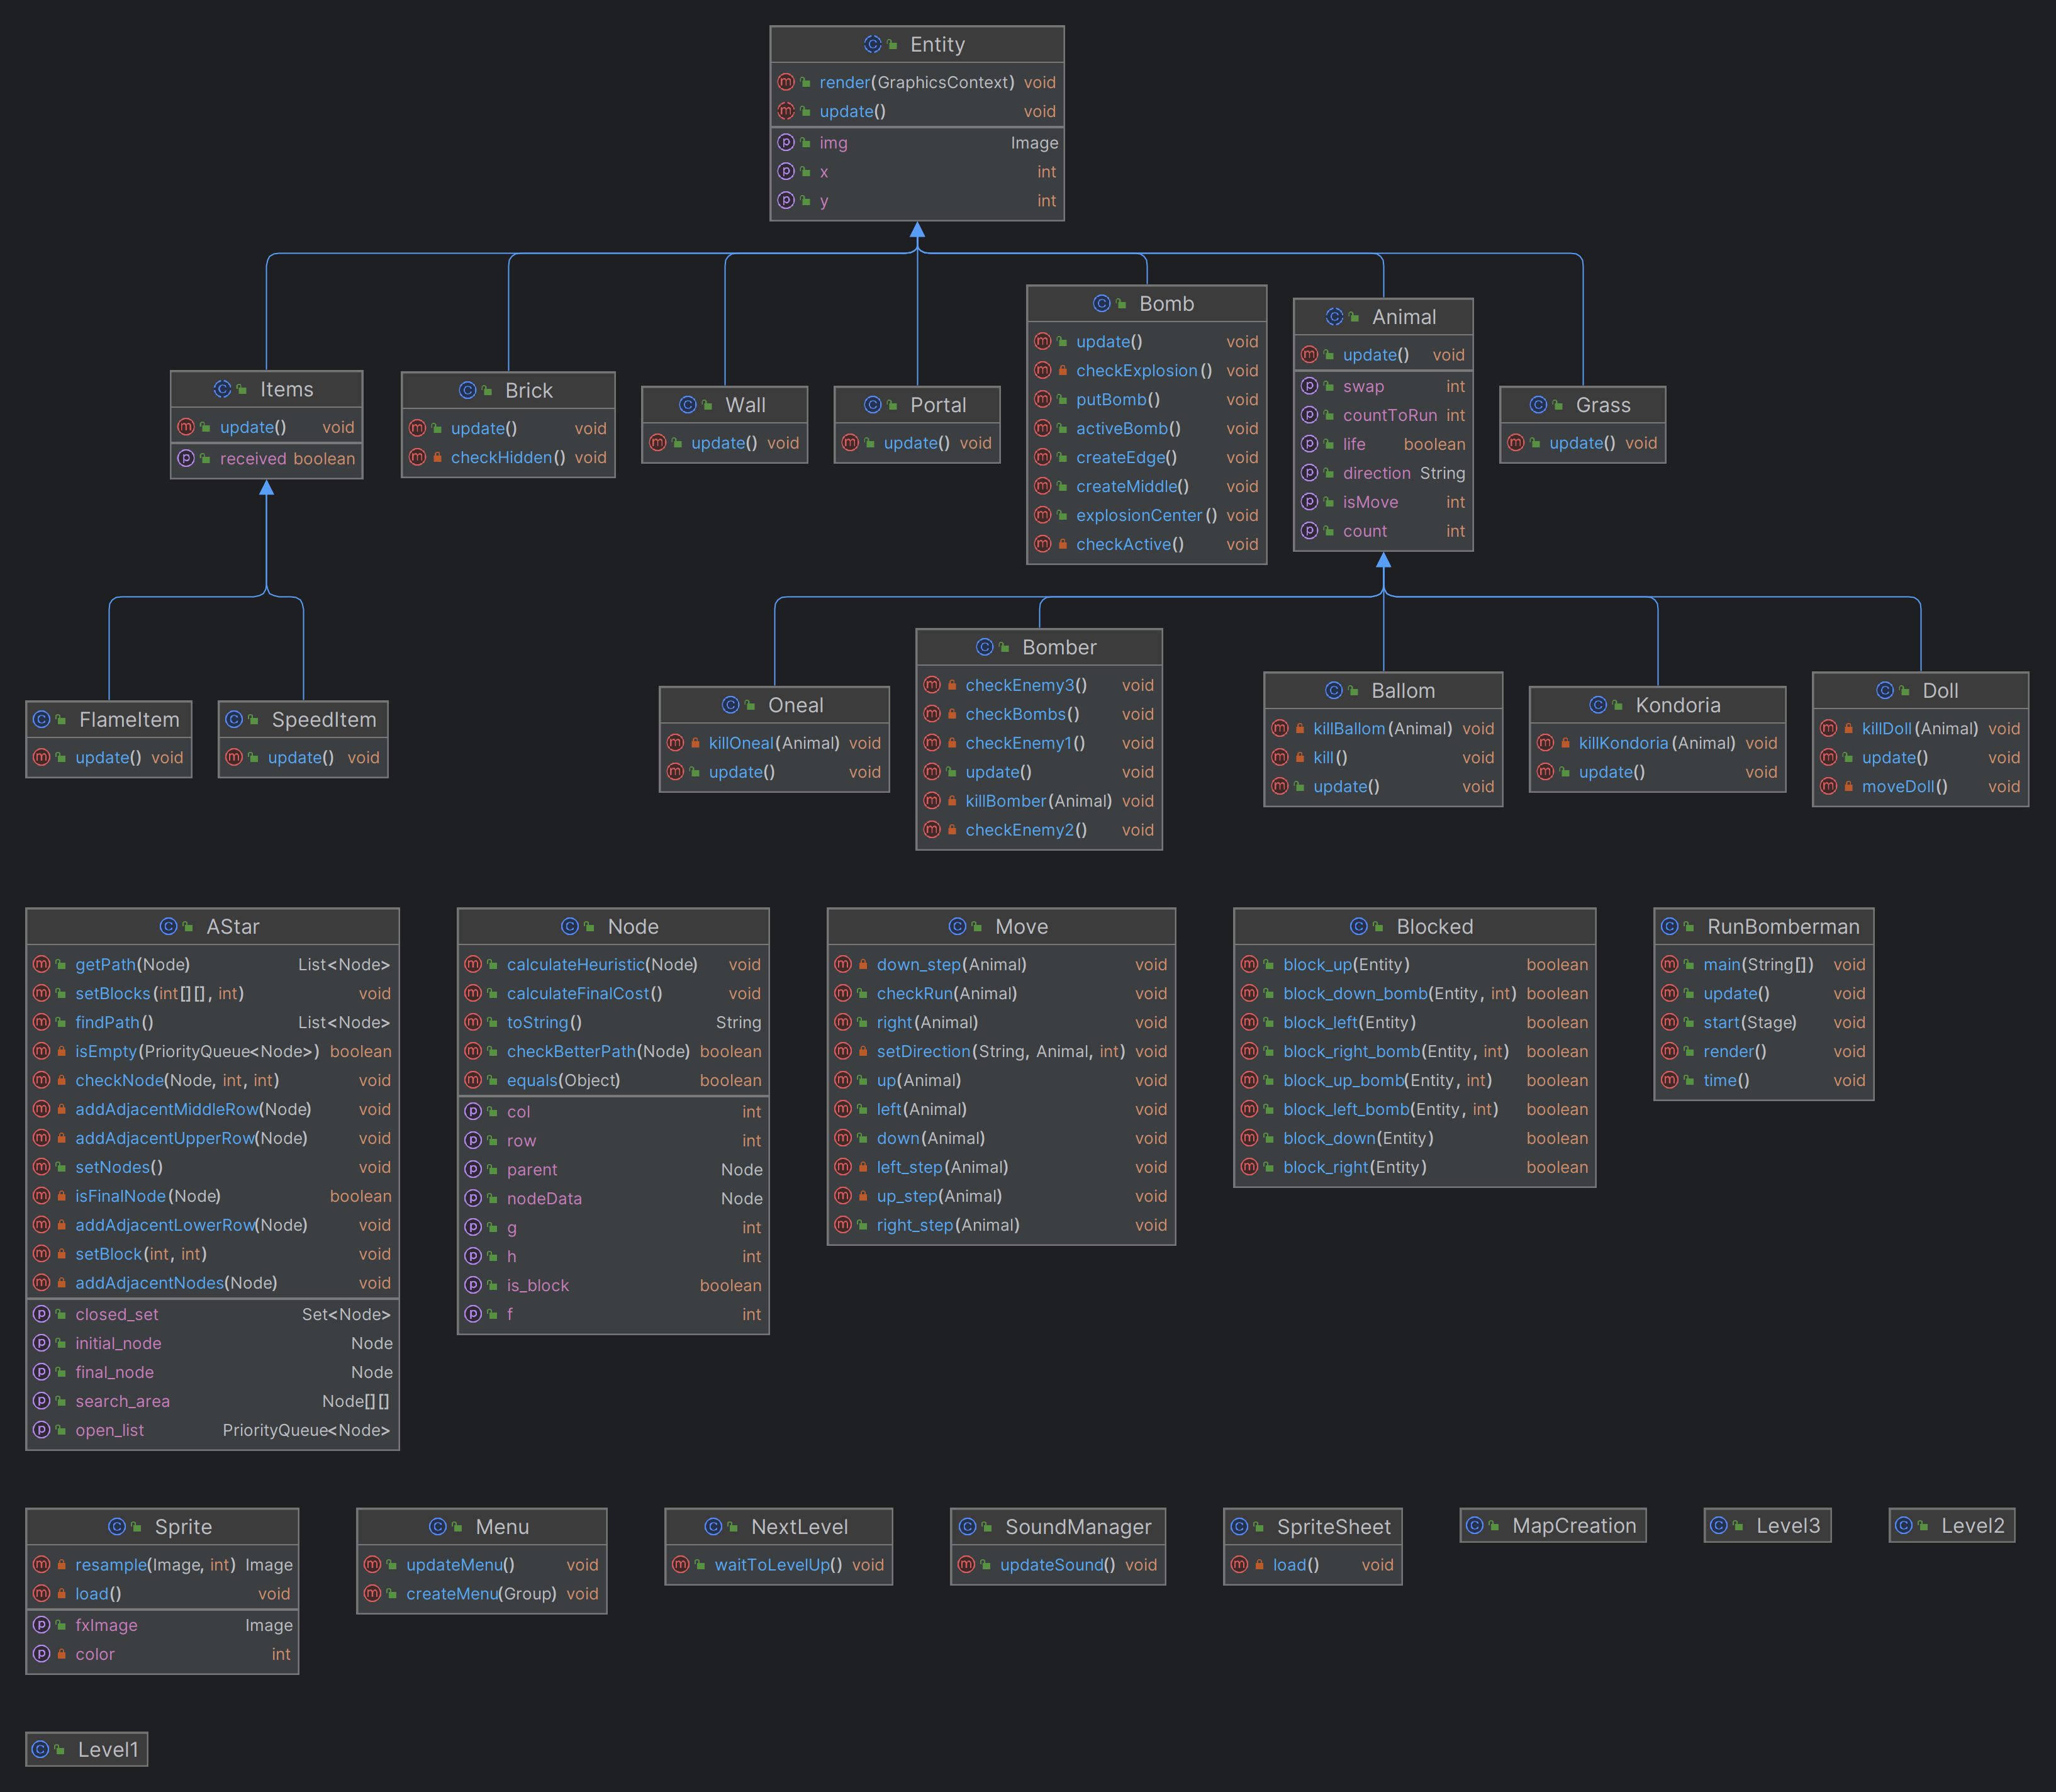 Entity
render(GraphicsContext) void
update() void
img Image
x int
y int
Items
update() void
received boolean
Brick
update() void
checkHidden() void
Wall
update() void
Portal
update() void
Bomb
update() void
checkExplosion() void
putBomb() void
activeBomb() void
createEdge() void
createMiddle() void
explosionCenter() void
checkActive() void
Animal
update() void
swap int
countToRun int
life boolean
direction String
isMove int
count int
Grass
update() void
FlameItem
update() void
SpeedItem
update() void
Oneal
killOneal(Animal) void
update() void
Bomber
checkEnemy3() void
checkBombs() void
checkEnemy1() void
update() void
killBomber(Animal) void
checkEnemy2() void
Ballom
killBallom(Animal) void
kill() void
update() void
Kondoria
killKondoria(Animal) void
update() void
Doll
killDoll(Animal) void
update() void
moveDoll() void
AStar
getPath(Node) List<Node>
setBlocks(int[][], int) void
findPath() List<Node>
isEmpty(PriorityQueue<Node>) boolean
checkNode(Node, int, int) void
addAdjacentMiddleRow(Node) void
addAdjacentUpperRow(Node) void
setNodes() void
isFinalNode(Node) boolean
addAdjacentLowerRow(Node) void
setBlock(int, int) void
addAdjacentNodes(Node) void
closed_set Set<Node>
initial_node Node
final_node Node
search_area Node[][]
open_list PriorityQueue<Node>
Node
calculateHeuristic(Node) void
calculateFinalCost() void
toString() String
checkBetterPath(Node) boolean
equals(Object) boolean
col int
row int
parent Node
nodeData Node
g int
h int
is_block boolean
f int
Move
down_step(Animal) void
checkRun(Animal) void
right(Animal) void
setDirection(String, Animal, int) void
up(Animal) void
left(Animal) void
down(Animal) void
left_step(Animal) void
up_step(Animal) void
right_step(Animal) void
Blocked
block_up(Entity) boolean
block_down_bomb(Entity, int) boolean
block_left(Entity) boolean
block_right_bomb(Entity, int) boolean
block_up_bomb(Entity, int) boolean
block_left_bomb(Entity, int) boolean
block_down(Entity) boolean
block_right(Entity) boolean
RunBomberman
main(String[]) void
update() void
start(Stage) void
render() void
time() void
Sprite
resample(Image, int) Image
load() void
fxImage Image
color int
Menu
updateMenu() void
createMenu(Group) void
NextLevel
waitToLevelUp() void
SoundManager
updateSound() void
SpriteSheet
load() void
MapCreation
Level3
Level2
Level1